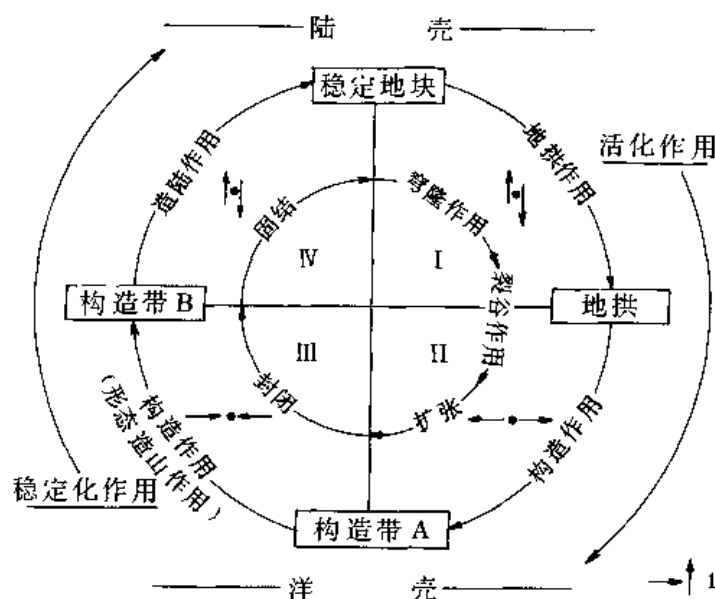 陆 壳
稳定地块
地拱作用
活化作用
造陆作用
固结
穹隆作用
Ⅳ
Ⅰ
构造带 B
裂谷作用
地拱
Ⅲ
Ⅱ
封闭
扩张
构造作用
构造作用
(形态造山作用)
稳定化作用
构造带 A
洋 壳
1